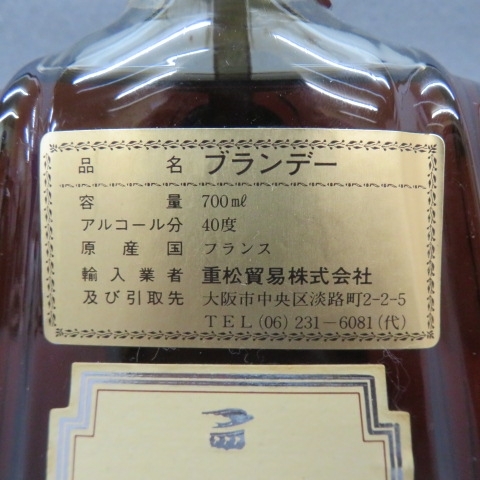 品名 ブランデー
容量 700mℓ
アルコール分 40度
原産国 フランス
輸入業者 重松貿易株式会社
及び引取先 大阪市中央区淡路町2-2-5
TEL(06)231-6081(代)